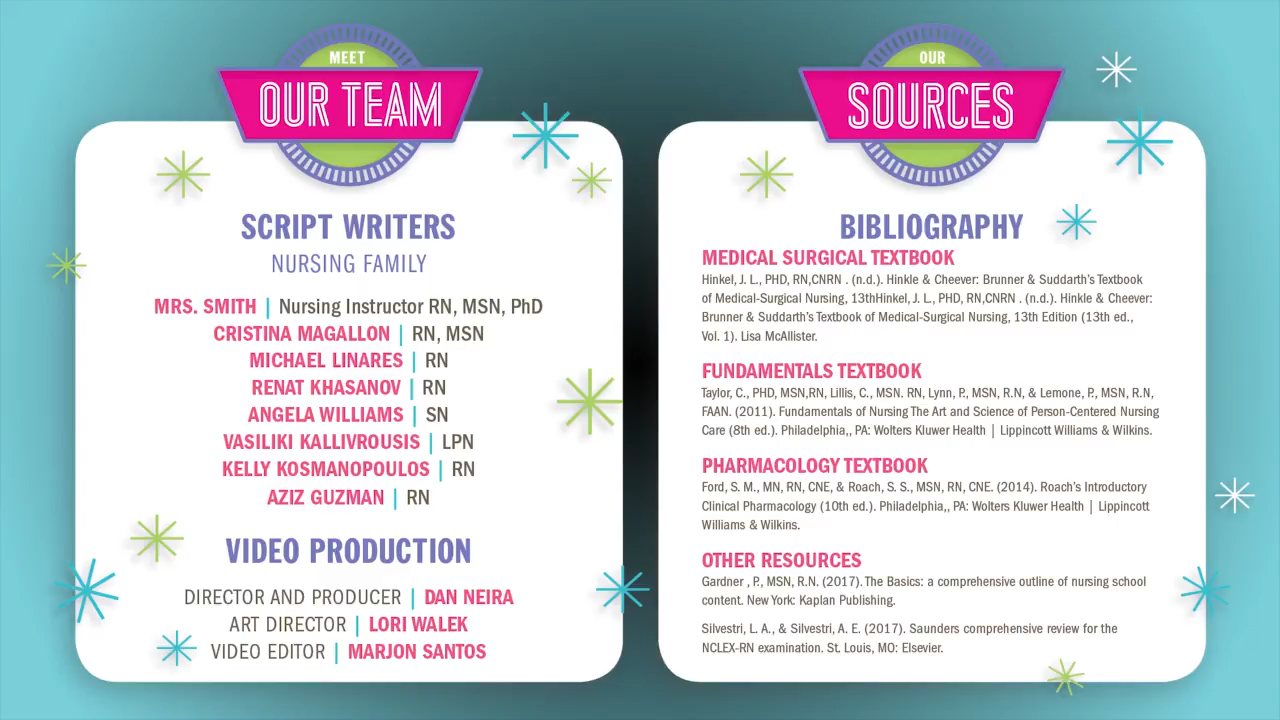 MEET
OUR TEAM
SCRIPT WRITERS
NURSING FAMILY
MRS. SMITH | Nursing Instructor RN, MSN, PhD
CRISTINA MAGALLON | RN, MSN
MICHAEL LINARES | RN
RENAT KHASANOV | RN
ANGELA WILLIAMS | SN
VASILIKI KALLIVROUSIS | LPN
KELLY KOSMANOPOULOS | RN
AZIZ GUZMAN | RN
VIDEO PRODUCTION
DIRECTOR AND PRODUCER | DAN NEIRA
ART DIRECTOR | LORI WALEK
VIDEO EDITOR | MARJON SANTOS
OUR
SOURCES
BIBLIOGRAPHY
MEDICAL SURGICAL TEXTBOOK
Hinkel, J. L., PHD, RN,CNRN . (n.d.). Hinkle & Cheever: Brunner & Suddarth's Textbook
of Medical-Surgical Nursing, 13thHinkel, J. L., PHD, RN,CNRN . (n.d.). Hinkle & Cheever:
Brunner & Suddarth's Textbook of Medical-Surgical Nursing, 13th Edition (13th ed.,
Vol. 1). Lisa McAllister.
FUNDAMENTALS TEXTBOOK
Taylor, C., PHD, MSN,RN, Lillis, C., MSN. RN, Lynn, P., MSN, R.N, & Lemone, P., MSN, R.N,
FAAN. (2011). Fundamentals of Nursing The Art and Science of Person-Centered Nursing
Care (8th ed.). Philadelphia,, PA: Wolters Kluwer Health | Lippincott Williams & Wilkins.
PHARMACOLOGY TEXTBOOK
Ford, S. M., MN, RN, CNE, & Roach, S. S., MSN, RN, CNE. (2014). Roach's Introductory
Clinical Pharmacology (10th ed.). Philadelphia,, PA: Wolters Kluwer Health | Lippincott
Williams & Wilkins.
OTHER RESOURCES
Gardner , P., MSN, R.N. (2017). The Basics: a comprehensive outline of nursing school
content. New York: Kaplan Publishing.
Silvestri, L. A., & Silvestri, A. E. (2017). Saunders comprehensive review for the
NCLEX-RN examination. St. Louis, MO: Elsevier.